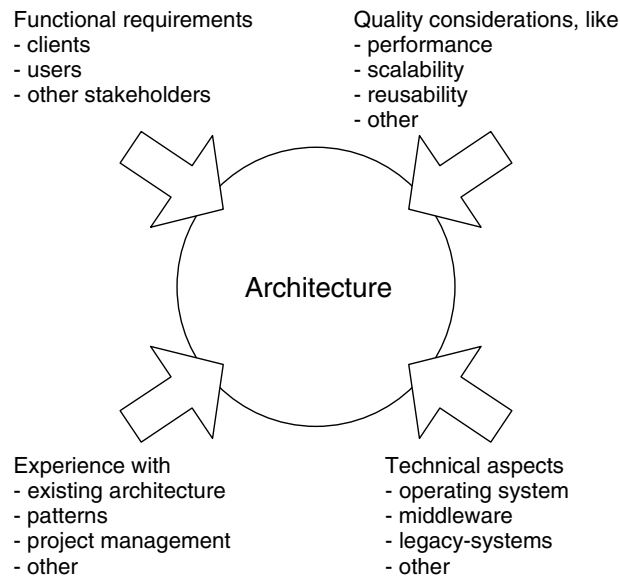 Functional requirements
- clients
- users
- other stakeholders
Quality considerations, like
- performance
- scalability
- reusability
- other
Architecture
Experience with
- existing architecture
- patterns
- project management
- other
Technical aspects
- operating system
- middleware
- legacy-systems
- other